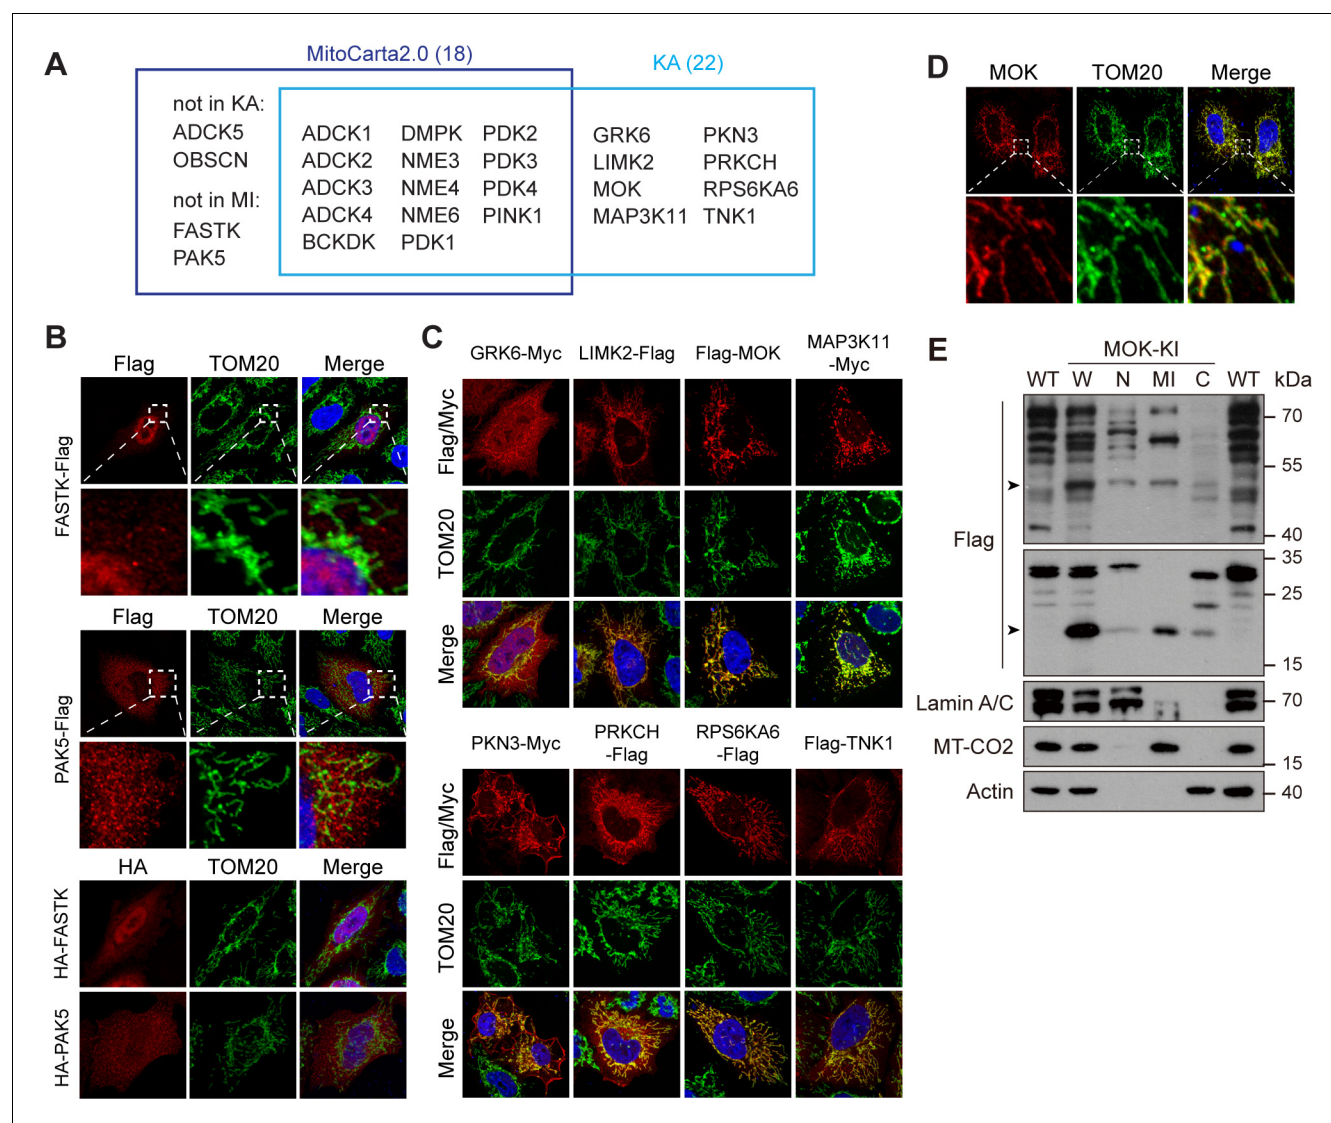 A
MitoCarta2.0 (18)
KA (22)
not in KA:
ADCK5
OBSCN
not in MI:
FASTK
PAK5
ADCK1 DMPK PDK2
ADCK2 NME3 PDK3
ADCK3 NME4 PDK4
ADCK4 NME6 PINK1
BCKDK PDK1
GRK6 PKN3
LIMK2 PRKCH
MOK RPS6KA6
MAP3K11 TNK1
B
Flag TOM20 Merge
FASTK-Flag
Flag TOM20 Merge
PAK5-Flag
HA TOM20 Merge
HA-FASTK
HA-PAK5
C
GRK6-Myc LIMK2-Flag Flag-MOK MAP3K11
-Myc
Flag/Myc
TOM20
Merge
PKN3-Myc PRKCH
-Flag
RPS6KA6
-Flag
Flag-TNK1
Flag/Myc
TOM20
Merge
D
MOK TOM20 Merge
E
MOK-KI
WT W N MI C WT kDa
Flag
70
55
40
35
25
15
Lamin A/C 70
MT-CO2
15
Actin 40